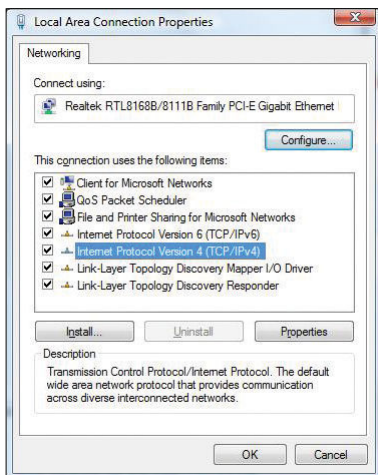 Local Area Connection Properties
Networking
Connect using:
Realtek RTL8168B/8111B Family PCI-E Gigabit Ethernet
Configure...
This connection uses the following items:
Client for Microsoft Networks
QoS Packet Scheduler
File and Printer Sharing for Microsoft Networks
Internet Protocol Version 6 (TCP/IPv6)
Internet Protocol Version 4 (TCP/IPv4)
Link-Layer Topology Discovery Mapper I/O Driver
Link-Layer Topology Discovery Responder
Install... Uninstall Properties
Description
Transmission Control Protocol/Internet Protocol. The default
wide area network protocol that provides communication
across diverse interconnected networks.
OK Cancel